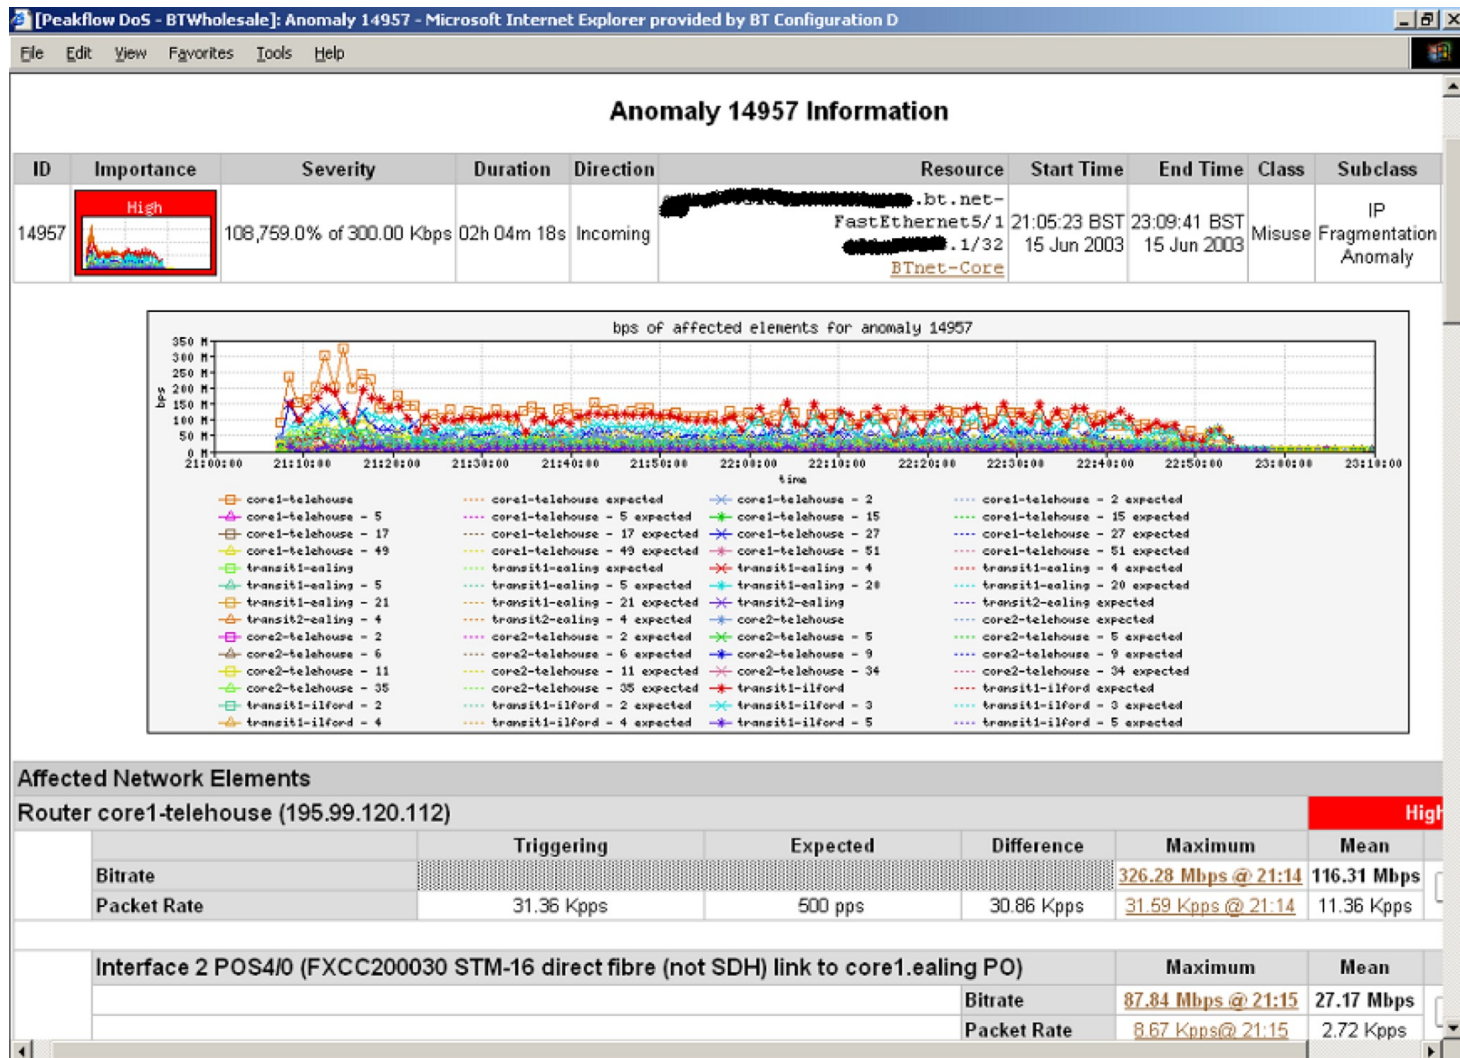 [Peakflow DoS - BTWholesale]: Anomaly 14957 - Microsoft Internet Explorer provided by BT Configuration D
File Edit View Favorites Tools Help
Anomaly 14957 Information
ID Importance Severity Duration Direction Resource Start Time End Time Class Subclass
14957 High 108,759.0% of 300.00 Kbps 02h 04m 18s Incoming .bt.net-FastEthernet5/1 .1/32 BTnet-Core 21:05:23 BST 15 Jun 2003 23:09:41 BST 15 Jun 2003 Misuse IP Fragmentation Anomaly
bps of affected elements for anomaly 14957
350 M
300 M
250 M
200 M
150 M
100 M
50 M
0 M
bps
21:00:00 21:10:00 21:20:00 21:30:00 21:40:00 21:50:00 22:00:00 22:10:00 22:20:00 22:30:00 22:40:00 22:50:00 23:00:00 23:10:00
time
core1-telehouse core1-telehouse expected core1-telehouse - 2 core1-telehouse - 2 expected
core1-telehouse - 5 core1-telehouse - 5 expected core1-telehouse - 15 core1-telehouse - 15 expected
core1-telehouse - 17 core1-telehouse - 17 expected core1-telehouse - 27 core1-telehouse - 27 expected
core1-telehouse - 49 core1-telehouse - 49 expected core1-telehouse - 51 core1-telehouse - 51 expected
transit1-ealing transit1-ealing expected transit1-ealing - 4 transit1-ealing - 4 expected
transit1-ealing - 5 transit1-ealing - 5 expected transit1-ealing - 20 transit1-ealing - 20 expected
transit1-ealing - 21 transit1-ealing - 21 expected transit2-ealing transit2-ealing expected
transit2-ealing - 4 transit2-ealing - 4 expected core2-telehouse core2-telehouse expected
core2-telehouse - 2 core2-telehouse - 2 expected core2-telehouse - 5 core2-telehouse - 5 expected
core2-telehouse - 6 core2-telehouse - 6 expected core2-telehouse - 9 core2-telehouse - 9 expected
core2-telehouse - 11 core2-telehouse - 11 expected core2-telehouse - 34 core2-telehouse - 34 expected
core2-telehouse - 35 core2-telehouse - 35 expected transit1-ilford transit1-ilford expected
transit1-ilford - 2 transit1-ilford - 2 expected transit1-ilford - 3 transit1-ilford - 3 expected
transit1-ilford - 4 transit1-ilford - 4 expected transit1-ilford - 5 transit1-ilford - 5 expected
Affected Network Elements
Router core1-telehouse (195.99.120.112) High
Triggering Expected Difference Maximum Mean
Bitrate 326.28 Mbps @ 21:14 116.31 Mbps
Packet Rate 31.36 Kpps 500 pps 30.86 Kpps 31.59 Kpps @ 21:14 11.36 Kpps
Interface 2 POS4/0 (FXCC200030 STM-16 direct fibre (not SDH) link to core1.ealing PO) Maximum Mean
Bitrate 87.84 Mbps @ 21:15 27.17 Mbps
Packet Rate 8.67 Kpps@ 21:15 2.72 Kpps